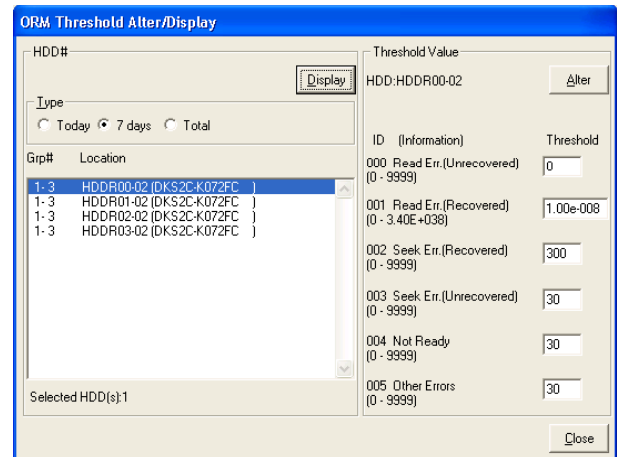 ORM Threshold Alter/Display
HDD#
Display
Type
Today 7 days Total
Grp# Location
1- 3 HDDR00-02 (DKS2C-K072FC )
1- 3 HDDR01-02 (DKS2C-K072FC )
1- 3 HDDR02-02 (DKS2C-K072FC )
1- 3 HDDR03-02 (DKS2C-K072FC )
Selected HDD(s):1
Threshold Value
HDD:HDDR00-02 Alter
ID (Information) Threshold
000 Read Err.(Unrecovered) 0
(0 - 9999)
001 Read Err.(Recovered) 1.00e-008
(0 - 3.40E+038)
002 Seek Err.(Recovered) 300
(0 - 9999)
003 Seek Err.(Unrecovered) 30
(0 - 9999)
004 Not Ready 30
(0 - 9999)
005 Other Errors 30
(0 - 9999)
Close